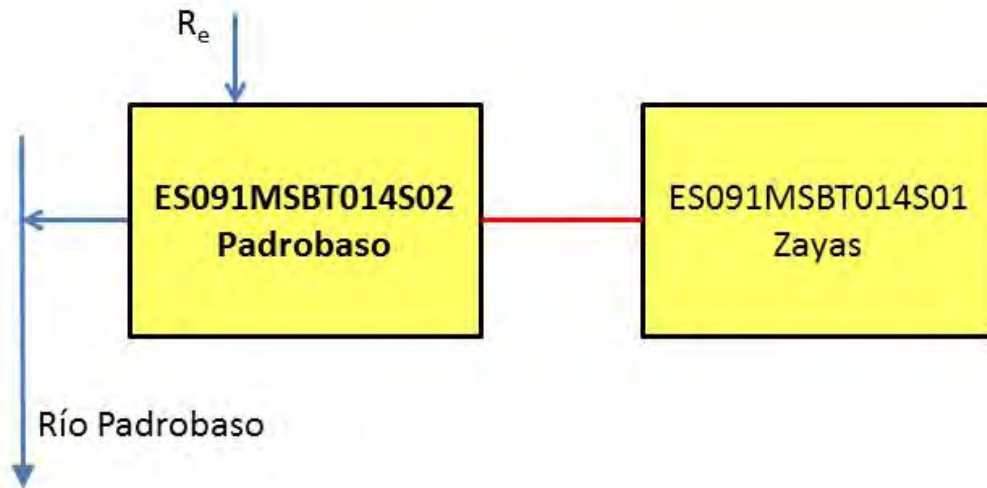 Re
ES091MSBT014S02
Padrobaso
ES091MSBT014S01
Zayas
Río Padrobaso